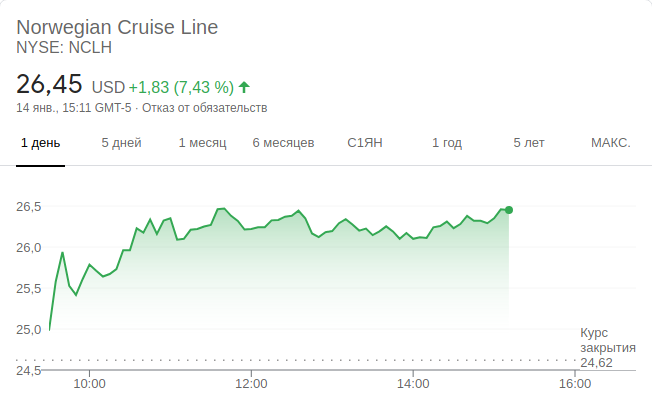 Norwegian Cruise Line
NYSE: NCLH
26,45 USD +1,83 (7,43 %)
14 янв., 15:11 GMT-5 · Отказ от обязательств
1 день 5 дней 1 месяц 6 месяцев С1ЯН 1 год 5 лет МАКС.
26,5
26,0
25,5
25,0
Курс
закрытия
24,62
24,5
10:00 12:00 14:00 16:00